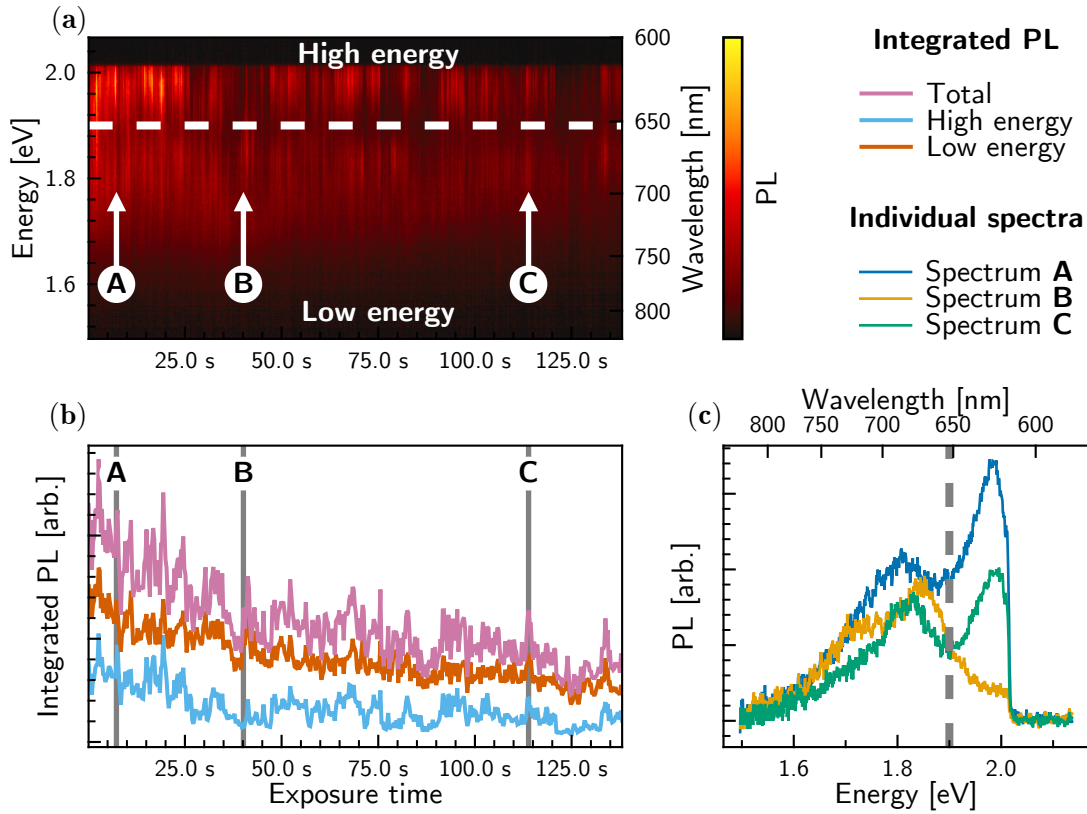 (a)
High energy
Low energy
A
B
C
Energy [eV]
2.0
1.8
1.6
25.0 s
50.0 s
75.0 s
100.0 s
125.0 s
600
650
700
750
800
Wavelength [nm]
PL
Integrated PL
Total
High energy
Low energy
Individual spectra
Spectrum A
Spectrum B
Spectrum C
(b)
A
B
C
Integrated PL [arb.]
25.0 s
50.0 s
75.0 s
100.0 s
125.0 s
Exposure time
(c)
Wavelength [nm]
800
750
700
650
600
PL [arb.]
1.6
1.8
2.0
Energy [eV]